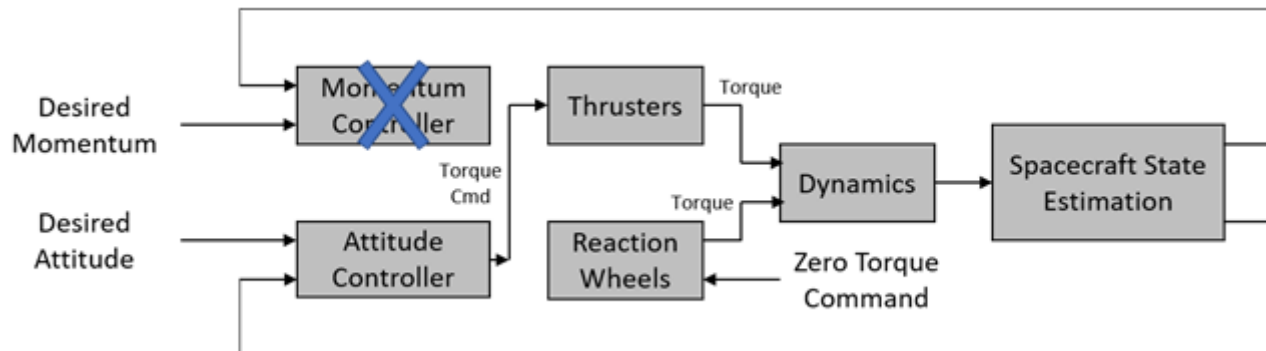 Desired
Momentum
Momentum
Controller
Thrusters
Torque
Torque
Cmd
Dynamics
Spacecraft State
Estimation
Torque
Desired
Attitude
Attitude
Controller
Reaction
Wheels
Zero Torque
Command